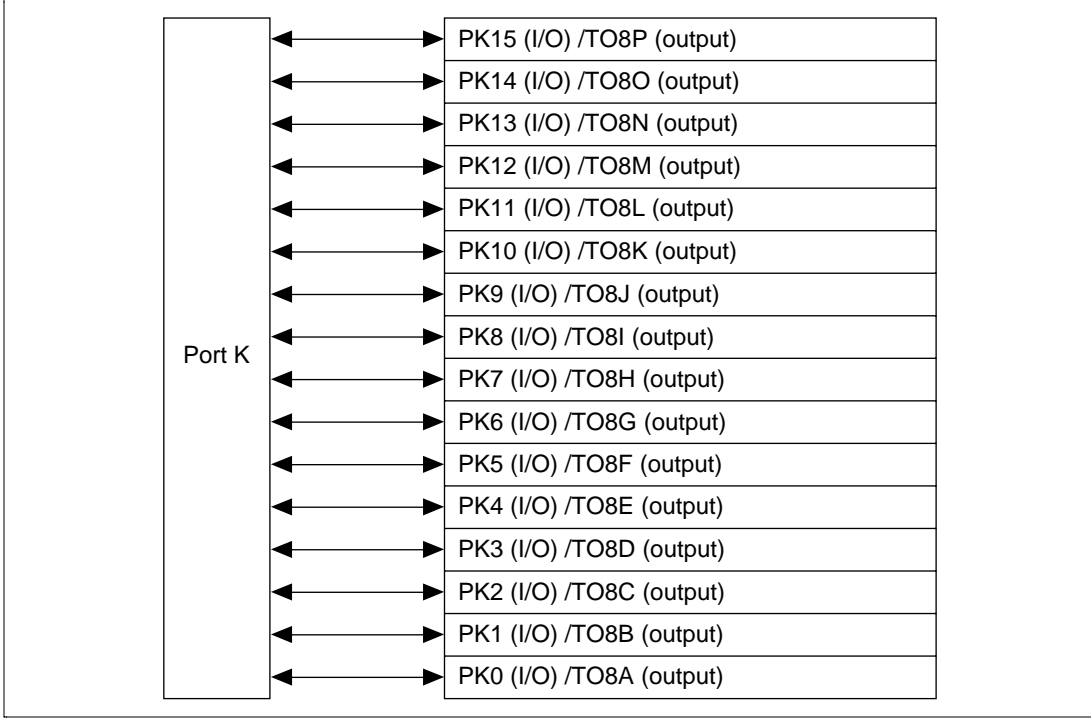 PK15 (I/O) /TO8P (output)
PK14 (I/O) /TO8O (output)
PK13 (I/O) /TO8N (output)
PK12 (I/O) /TO8M (output)
PK11 (I/O) /TO8L (output)
PK10 (I/O) /TO8K (output)
PK9 (I/O) /TO8J (output)
PK8 (I/O) /TO8I (output)
Port K
PK7 (I/O) /TO8H (output)
PK6 (I/O) /TO8G (output)
PK5 (I/O) /TO8F (output)
PK4 (I/O) /TO8E (output)
PK3 (I/O) /TO8D (output)
PK2 (I/O) /TO8C (output)
PK1 (I/O) /TO8B (output)
PK0 (I/O) /TO8A (output)